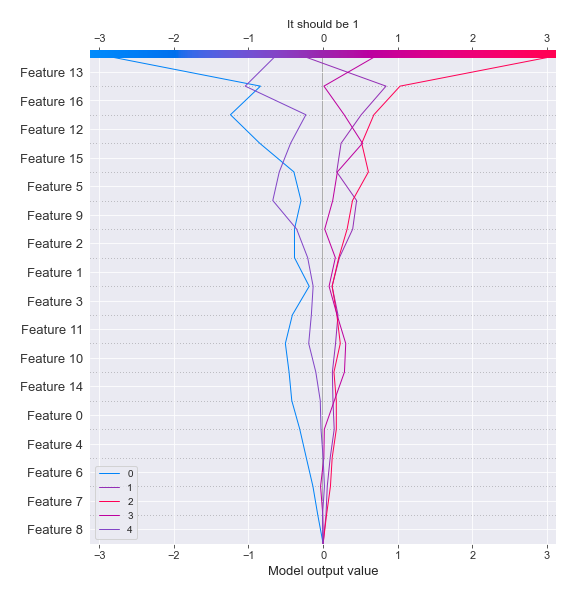 It should be 1
−3 −2 −1 0 1 2 3
Feature 13
Feature 16
Feature 12
Feature 15
Feature 5
Feature 9
Feature 2
Feature 1
Feature 3
Feature 11
Feature 10
Feature 14
Feature 0
Feature 4
Feature 6
Feature 7
Feature 8
0
1
2
3
4
−3 −2 −1 0 1 2 3
Model output value